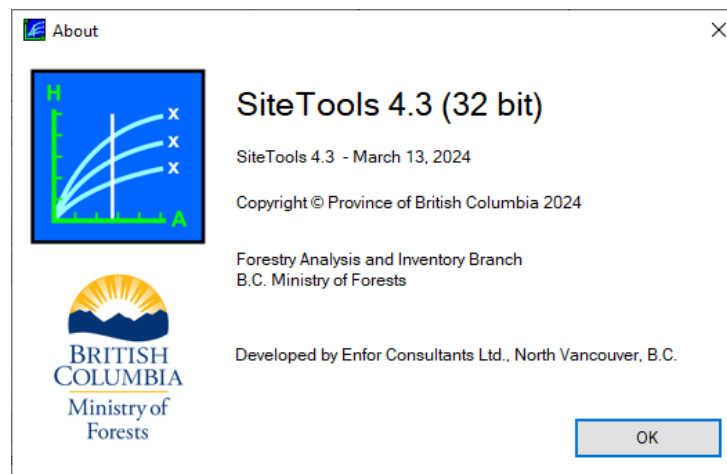 About
H
x
x
x
A
SiteTools 4.3 (32 bit)
SiteTools 4.3 - March 13, 2024
Copyright © Province of British Columbia 2024
Forestry Analysis and Inventory Branch
B.C. Ministry of Forests
BRITISH
COLUMBIA
Ministry of
Forests
Developed by Enfor Consultants Ltd., North Vancouver, B.C.
OK